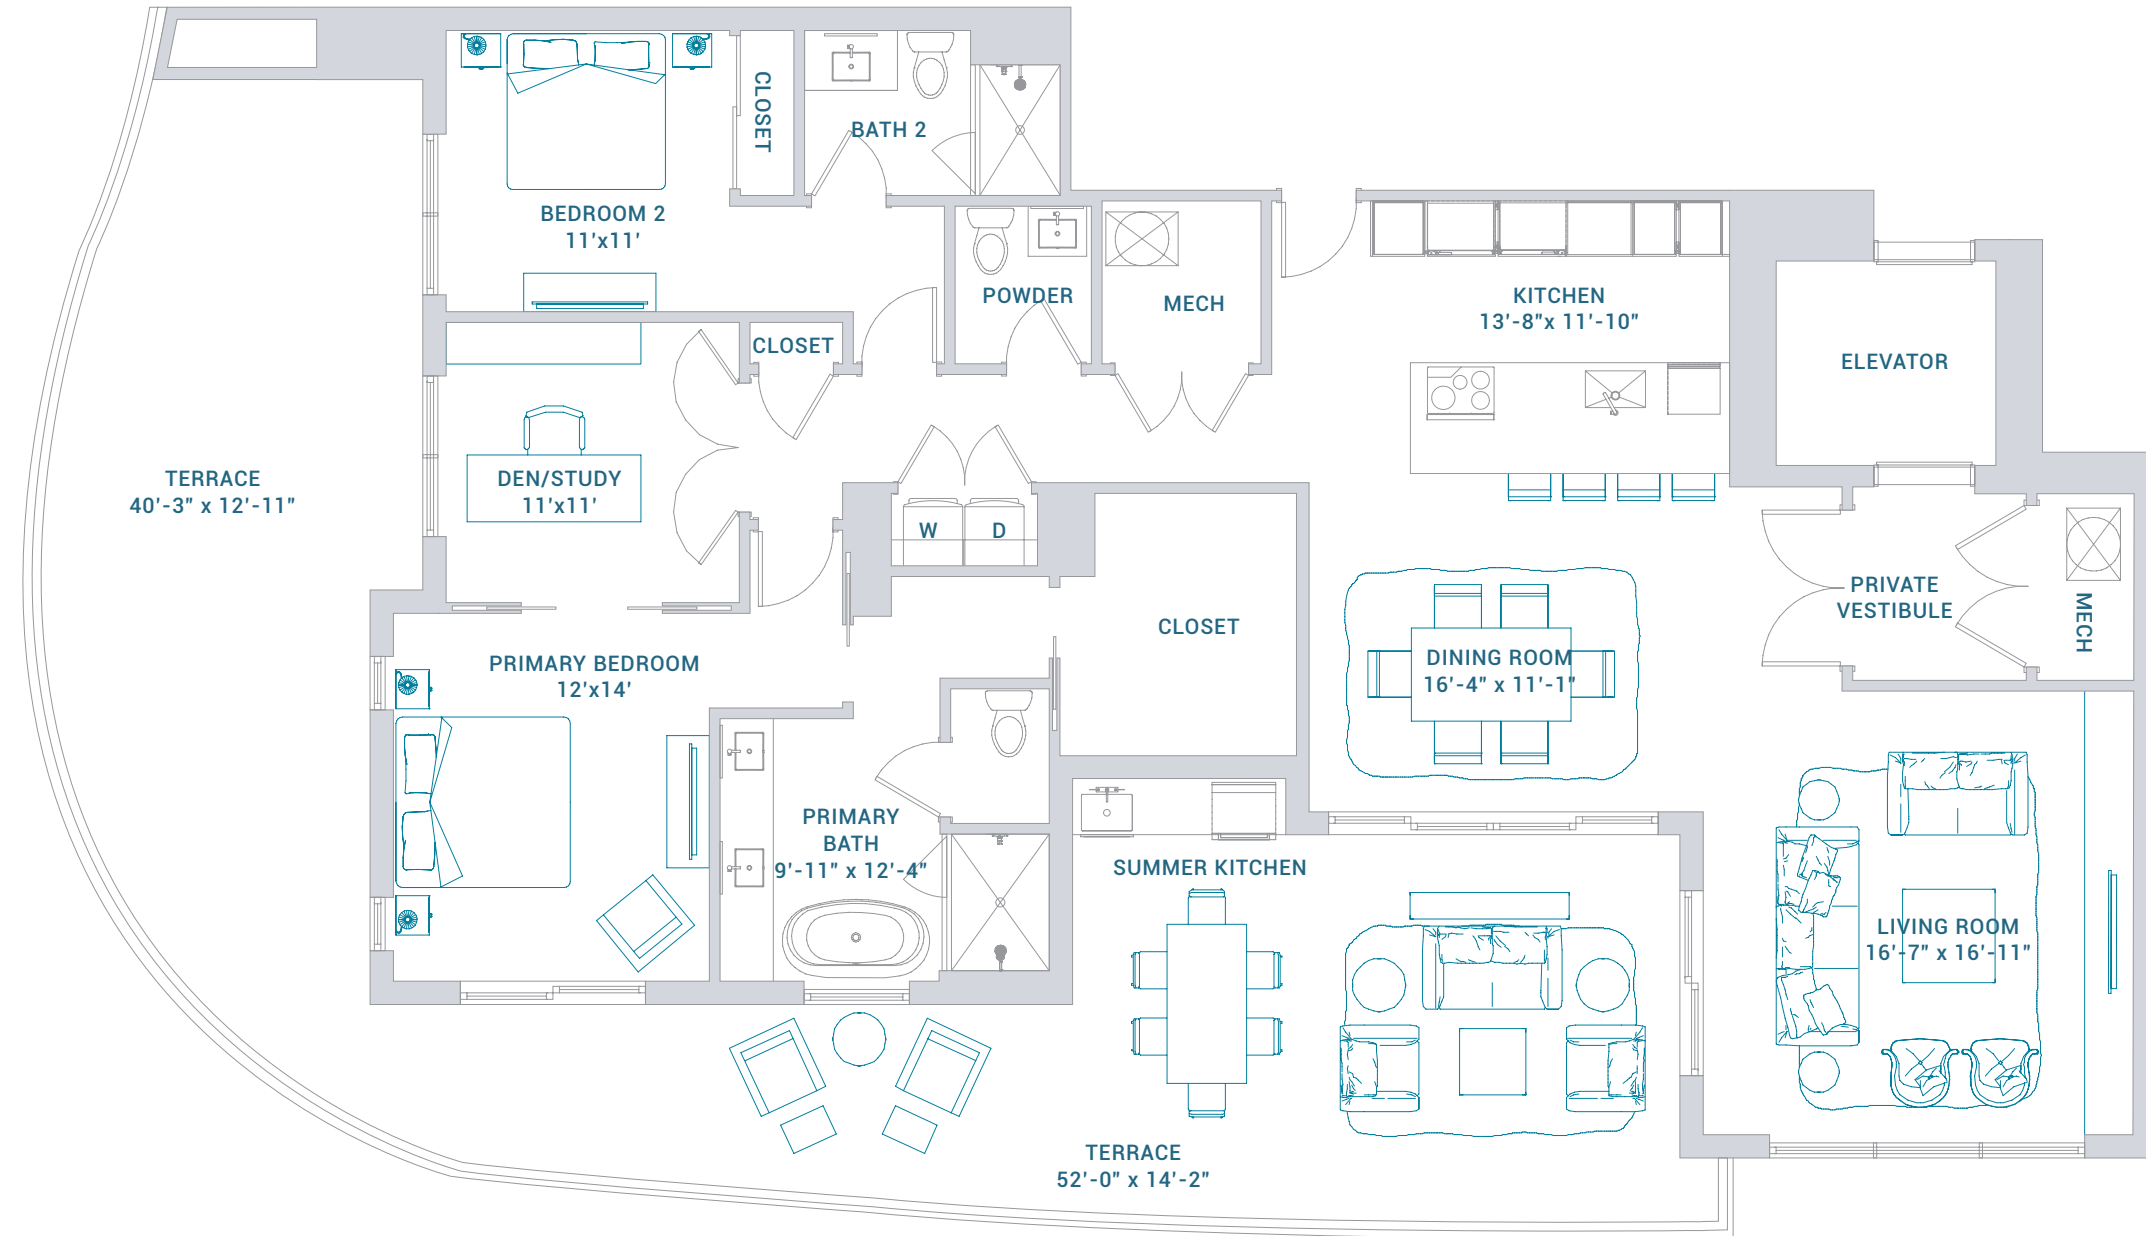 CLOSET
BATH 2
BEDROOM 2
11'x11'
POWDER
MECH
KITCHEN
13'-8"x 11'-10"
CLOSET
ELEVATOR
TERRACE
40'-3" x 12'-11"
DEN/STUDY
11'x11'
W
D
PRIVATE
VESTIBULE
MECH
CLOSET
PRIMARY BEDROOM
12'x14'
DINING ROOM
16'-4" x 11'-1"
PRIMARY
BATH
9'-11" x 12'-4"
SUMMER KITCHEN
LIVING ROOM
16'-7" x 16'-11"
TERRACE
52'-0" x 14'-2"